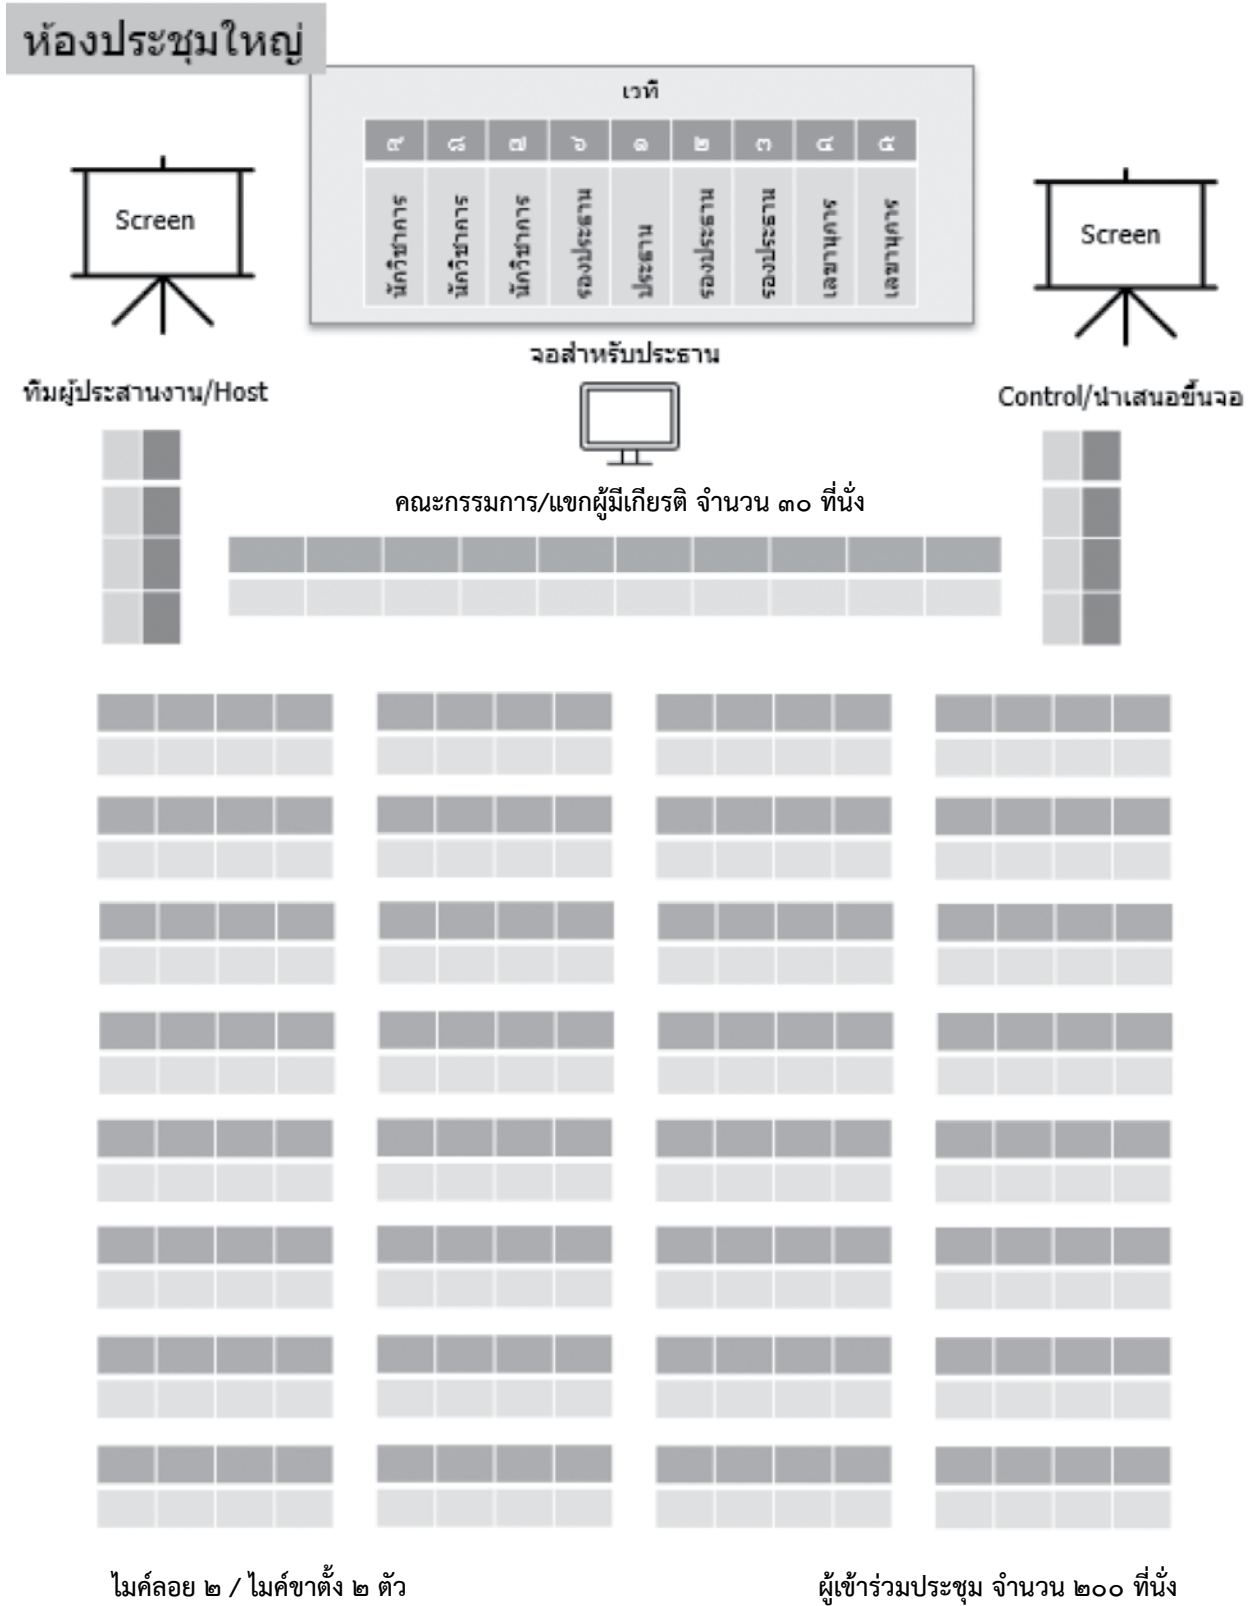 ห้องประชุมใหญ่
เวที
๙ ๘ ๗ ๖ ๑ ๒ ๓ ๔ ๕
นักวิชาการ นักวิชาการ นักวิชาการ รองประธาน ประธาน รองประธาน รองประธาน เลขานุการ เลขานุการ
Screen
Screen
จอสำหรับประธาน
ทีมผู้ประสานงาน/Host
Control/นำเสนอขึ้นจอ
คณะกรรมการ/แขกผู้มีเกียรติ จำนวน ๓๐ ที่นั่ง
ไมค์ลอย ๒ / ไมค์ขาตั้ง ๒ ตัว
ผู้เข้าร่วมประชุม จำนวน ๒๐๐ ที่นั่ง